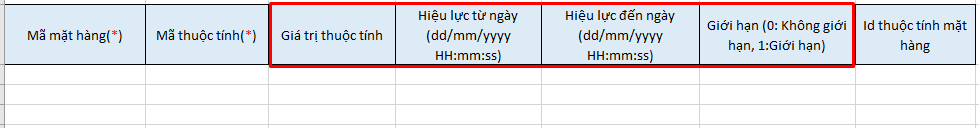 Mã mặt hàng(*)
Mã thuộc tính(*)
Giá trị thuộc tính
Hiệu lực từ ngày
(dd/mm/yyyy
HH:mm:ss)
Hiệu lực đến ngày
(dd/mm/yyyy
HH:mm:ss)
Giới hạn (0: Không giới
hạn, 1:Giới hạn)
Id thuộc tính mặt
hàng